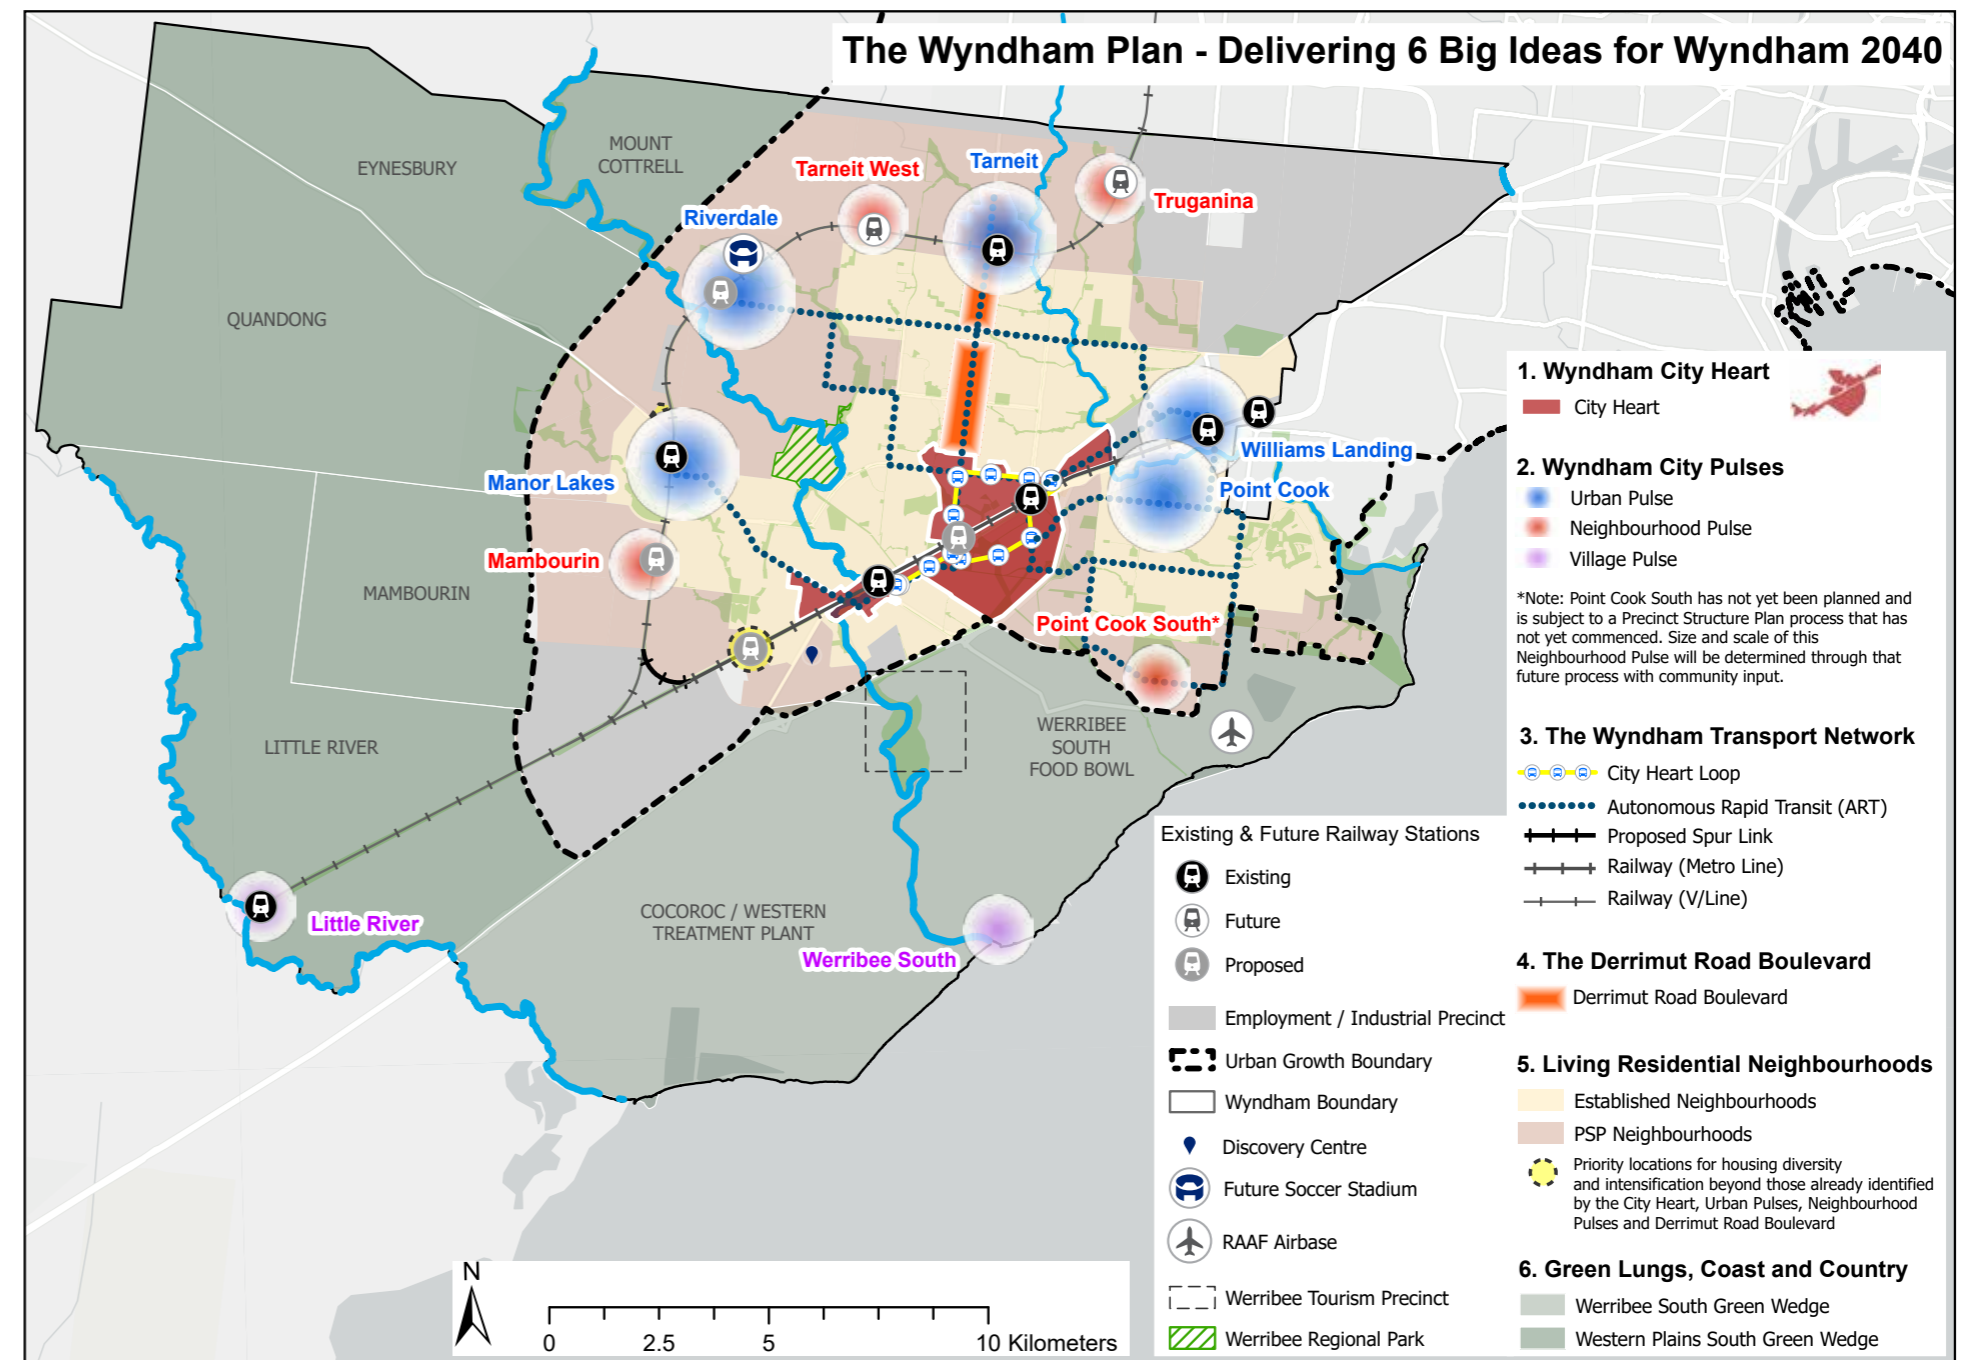 The Wyndham Plan - Delivering 6 Big Ideas for Wyndham 2040
MOUNT
COTTRELL
EYNESBURY
Tarneit West
Tarneit
Truganina
Riverdale
QUANDONG
Manor Lakes
Williams Landing
Point Cook
Mambourin
MAMBOURIN
Point Cook South*
LITTLE RIVER
WERRIBEE
SOUTH
FOOD BOWL
Little River
COCOROC / WESTERN
TREATMENT PLANT
Werribee South
N
0
2.5
5
10 Kilometers
Existing & Future Railway Stations
Existing
Future
Proposed
Employment / Industrial Precinct
Urban Growth Boundary
Wyndham Boundary
Discovery Centre
Future Soccer Stadium
RAAF Airbase
Werribee Tourism Precinct
Werribee Regional Park
1. Wyndham City Heart
City Heart
2. Wyndham City Pulses
Urban Pulse
Neighbourhood Pulse
Village Pulse
*Note: Point Cook South has not yet been planned and
is subject to a Precinct Structure Plan process that has
not yet commenced. Size and scale of this
Neighbourhood Pulse will be determined through that
future process with community input.
3. The Wyndham Transport Network
City Heart Loop
Autonomous Rapid Transit (ART)
Proposed Spur Link
Railway (Metro Line)
Railway (V/Line)
4. The Derrimut Road Boulevard
Derrimut Road Boulevard
5. Living Residential Neighbourhoods
Established Neighbourhoods
PSP Neighbourhoods
Priority locations for housing diversity
and intensification beyond those already identified
by the City Heart, Urban Pulses, Neighbourhood
Pulses and Derrimut Road Boulevard
6. Green Lungs, Coast and Country
Werribee South Green Wedge
Western Plains South Green Wedge